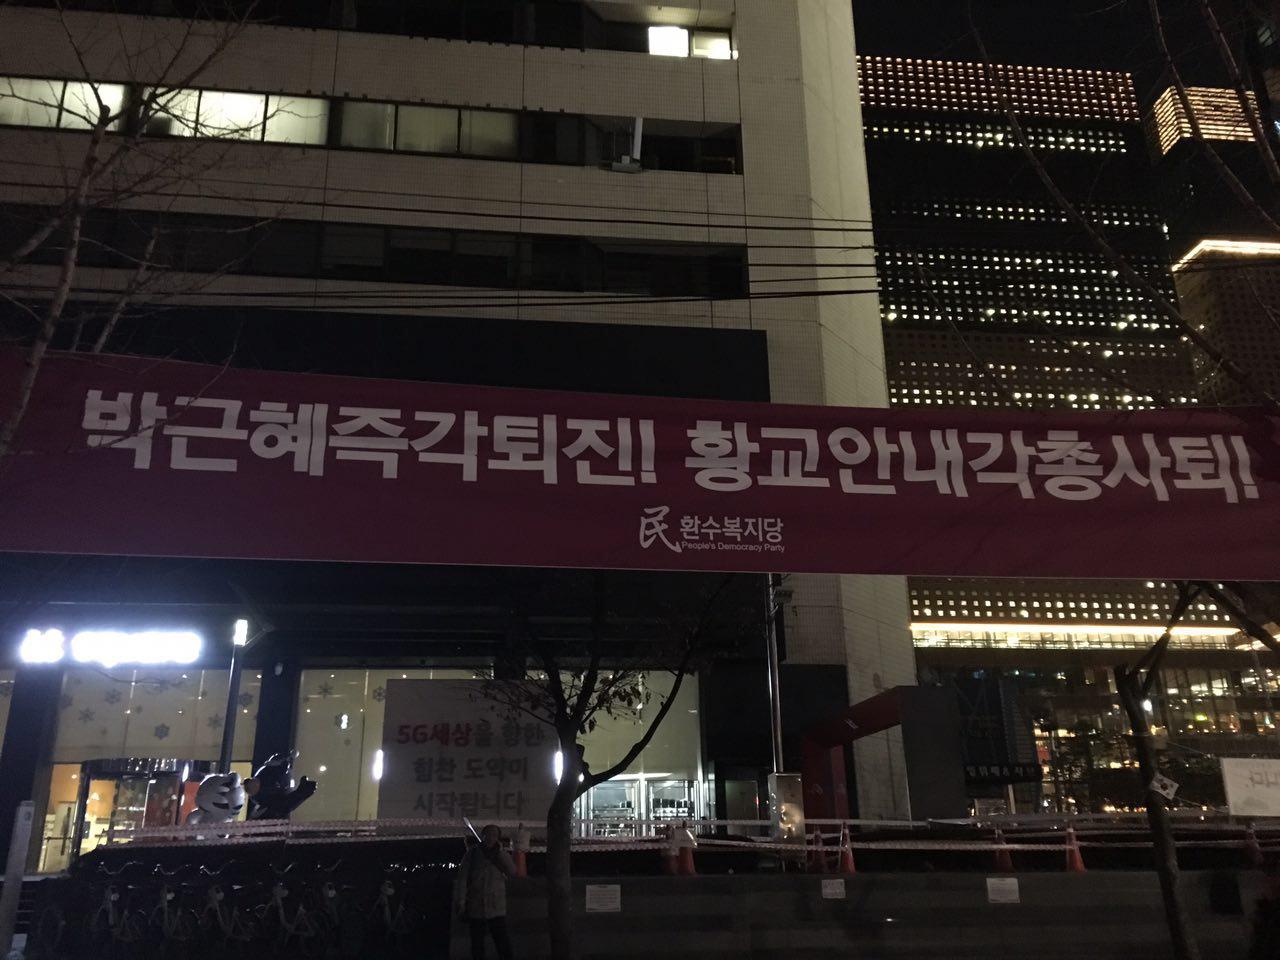 박근혜즉각퇴진! 황교안내각총사퇴!
民 환수복지당
People's Democracy Party
5G세상을 향한
힘찬 도약이
시작됩니다